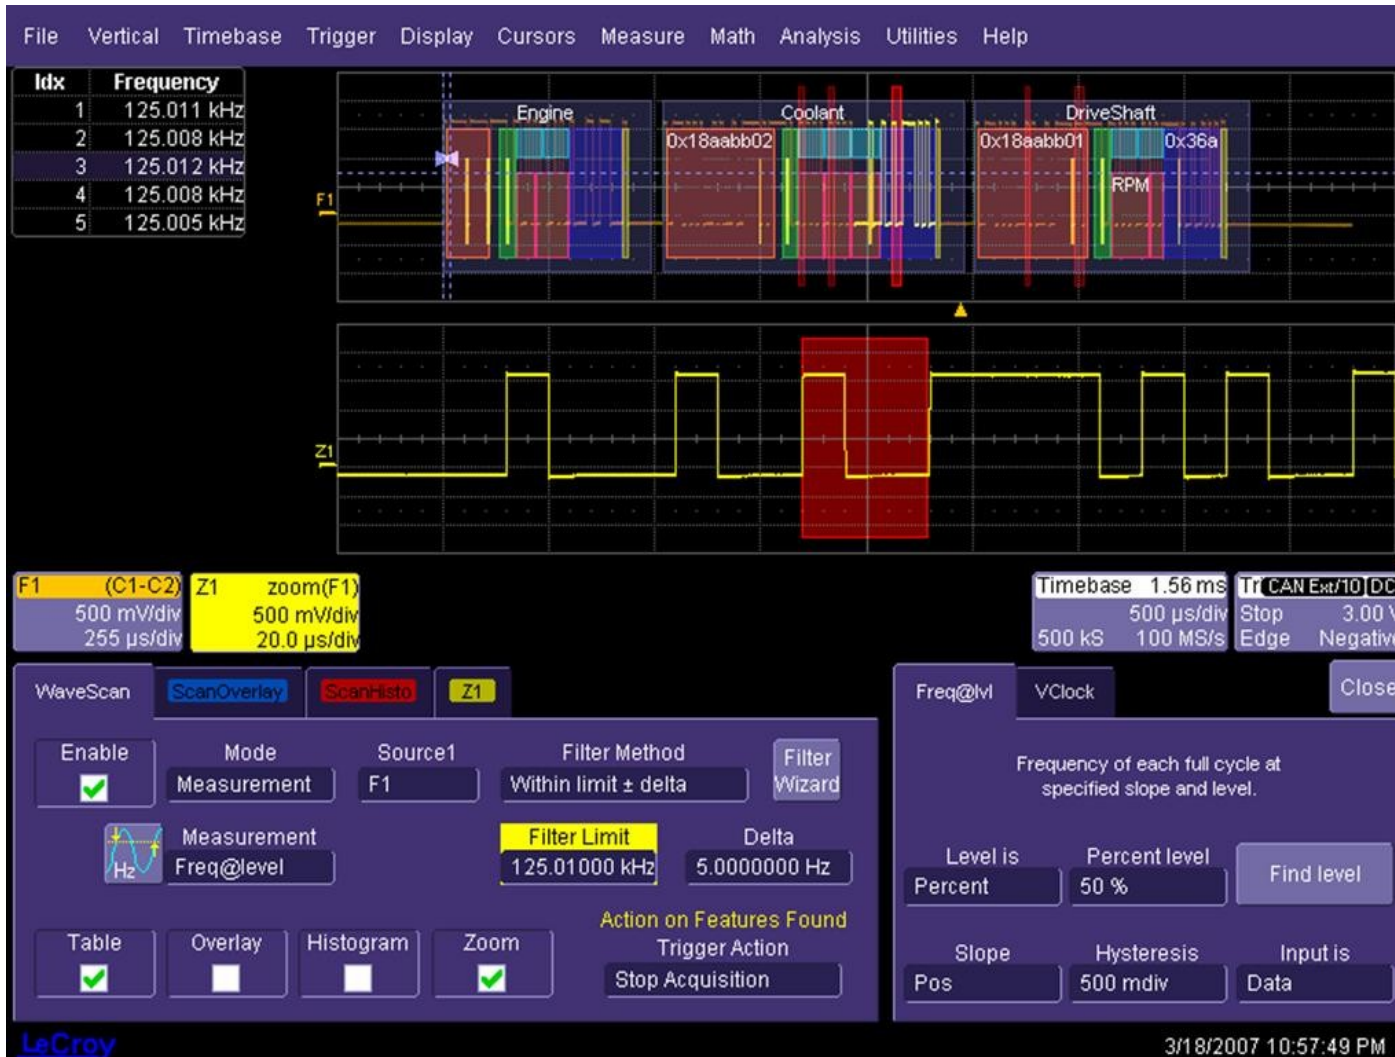 File Vertical Timebase Trigger Display Cursors Measure Math Analysis Utilities Help
Idx Frequency
1 125.011 kHz
2 125.008 kHz
3 125.012 kHz
4 125.008 kHz
5 125.005 kHz
Engine Coolant DriveShaft
0x18aabb02 0x18aabb01 0x36a
RPM
F1
Z1
F1 (C1-C2)
500 mV/div
255 µs/div
Z1 zoom(F1)
500 mV/div
20.0 µs/div
Timebase 1.56 ms
500 µs/div
500 kS 100 MS/s
Tri CAN Ext/10 DC
Stop 3.00 V
Edge Negative
WaveScan ScanOverlay ScanHisto Z1
Enable Mode Source1 Filter Method
Measurement F1 Within limit ± delta
Filter Wizard
Measurement Filter Limit Delta
Hz Freq@level 125.01000 kHz 5.0000000 Hz
Action on Features Found
Table Overlay Histogram Zoom Trigger Action
Stop Acquisition
Freq@lvl VClock Close
Frequency of each full cycle at
specified slope and level.
Level is Percent level
Percent 50 % Find level
Slope Hysteresis Input is
Pos 500 mdiv Data
LeCroy
3/18/2007 10:57:49 PM